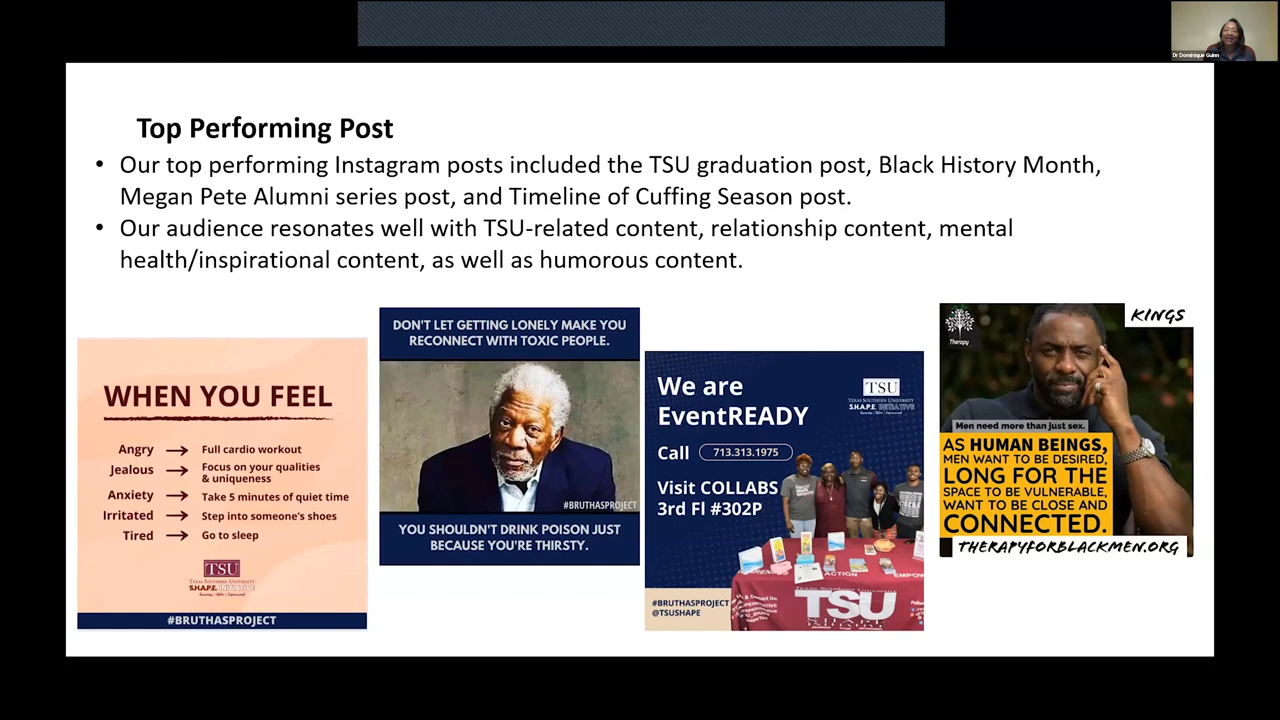 Dr Dominique Guinn
Top Performing Post
• Our top performing Instagram posts included the TSU graduation post, Black History Month,
Megan Pete Alumni series post, and Timeline of Cuffing Season post.
• Our audience resonates well with TSU-related content, relationship content, mental
health/inspirational content, as well as humorous content.
WHEN YOU FEEL
Angry → Full cardio workout
Jealous → Focus on your qualities
& uniqueness
Anxiety → Take 5 minutes of quiet time
Irritated → Step into someone's shoes
Tired → Go to sleep
TSU
TEXAS SOUTHERN UNIVERSITY
S.H.A.P.E. INITIATIVE
#BRUTHASPROJECT
DON'T LET GETTING LONELY MAKE YOU
RECONNECT WITH TOXIC PEOPLE.
#BRUTHASPROJECT
YOU SHOULDN'T DRINK POISON JUST
BECAUSE YOU'RE THIRSTY.
We are
EventREADY
TSU
TEXAS SOUTHERN UNIVERSITY
S.H.A.P.E. INITIATIVE
Call 713.313.1975
Visit COLLABS
3rd Fl #302P
ACTION
TSU
#BRUTHASPROJECT
@TSUSHAPE
KINGS
Therapy
Men need more than just sex.
AS HUMAN BEINGS,
MEN WANT TO BE DESIRED,
LONG FOR THE
SPACE TO BE VULNERABLE,
WANT TO BE CLOSE AND
CONNECTED.
THERAPYFORBLACKMEN.ORG